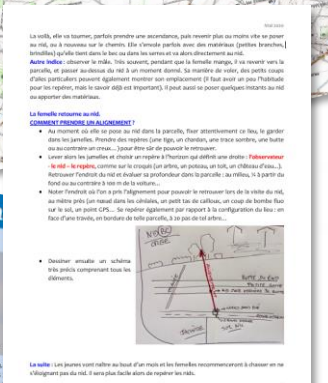 La voilà, elle va tourner, parfois prendre une ascendance, puis revenir plus ou moins vite se poser
au nid, ou à nouveau sur le chemin. Elle s'envole parfois avec des matériaux (petites branches,
brindilles) qu'elle tient dans le bec ou dans les serres et va alors directement au nid.
Autre indice : observer le mâle. Très souvent, pendant que la femelle mange, il va revenir vers la
parcelle, et passer au-dessus du nid à un moment donné. Sa manière de voler, des petits coups
d'ailes particuliers peuvent également montrer son emplacement (il faut avoir un peu l'habitude
pour les repérer, mais le savoir déjà est important). Il peut aussi se poser quelques instants au nid
ou apporter des matériaux.
La femelle retourne au nid.
COMMENT PRENDRE UN ALIGNEMENT ?
• Au moment où elle se pose au nid dans la parcelle, fixer attentivement ce lieu, le garder
dans les jumelles. Prendre des repères (une tige, un chardon, une trace sombre, une butte
ou au contraire un creux...) pour être sûr de pouvoir le retrouver.
• Lever alors les jumelles et choisir un repère à l'horizon qui définit une droite : l'observateur
- le nid - le repère, comme sur le croquis (un arbre, un poteau, un toit, un château d'eau...).
Retrouver l'endroit du nid et évaluer sa profondeur dans la parcelle : au milieu, ¼ à partir du
fond ou au contraire à 100 m de la voiture...
• Noter l'endroit où l'on a pris l'alignement pour pouvoir le retrouver lors de la visite du nid,
au mètre près (un nœud dans les céréales, un petit tas de cailloux, un coup de bombe fluo
sur le sol, un point GPS... Se repérer également par rapport à la configuration du lieu : en
face d'une travée, en bordure de telle parcelle, à 20 pas de tel arbre...
• Dessiner ensuite un schéma
très précis comprenant tous les
éléments.
La suite : Les jeunes vont naître au bout d'un mois et les femelles recommenceront à chasser en ne
s'éloignant pas du nid. Il sera plus facile alors de repérer les nids.